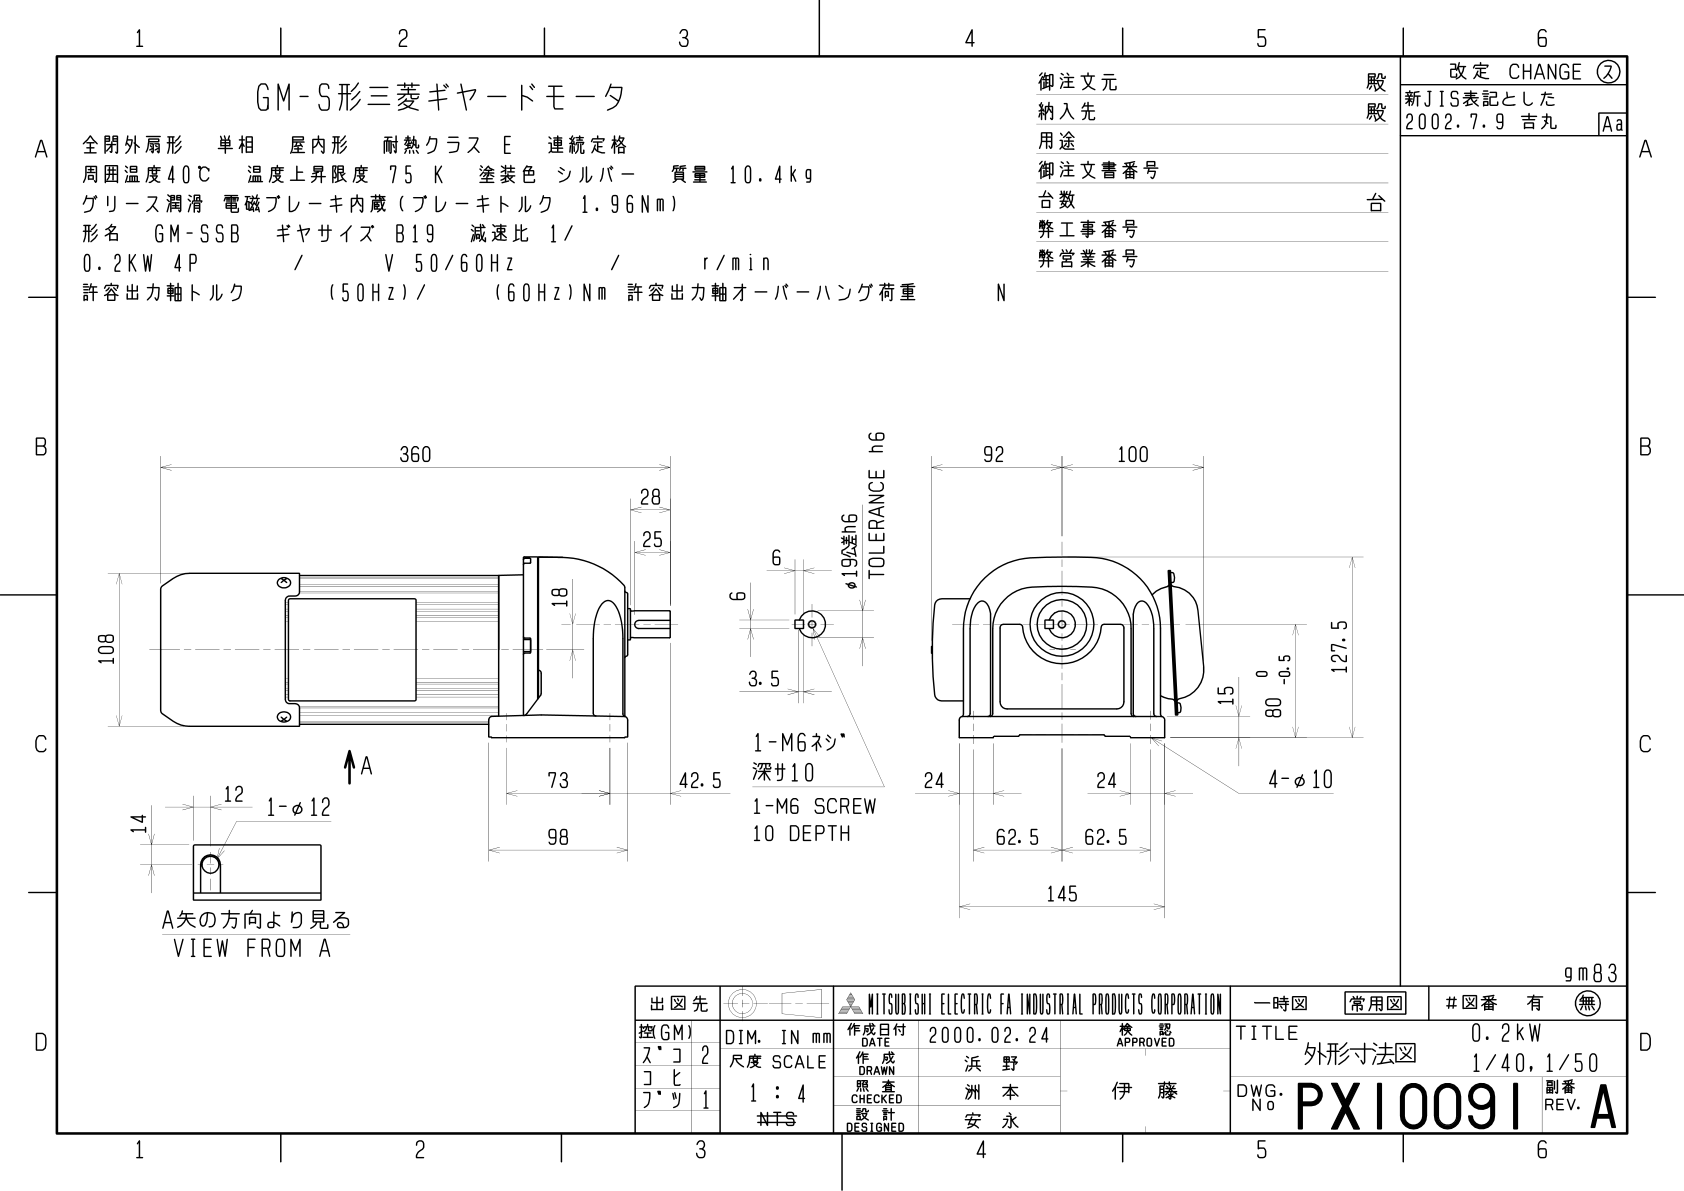 1 2 3 4 5 6
GM-S形三菱ギヤードモータ
全閉外扇形 単相 屋内形 耐熱クラス E 連続定格
周囲温度40℃ 温度上昇限度 75 K 塗装色 シルバー 質量 10.4kg
グリース潤滑 電磁ブレーキ内蔵(ブレーキトルク 1.96Nm)
形名 GM-SSB ギヤサイズ B19 減速比 1/
0.2KW 4P / V 50/60Hz / r/min
許容出力軸トルク (50Hz)/ (60Hz)Nm 許容出力軸オーバーハング荷重 N
御注文元 殿
納入先 殿
用途
御注文書番号
台数 台
弊工事番号
弊営業番号
改定 CHANGE ス
新JIS表記とした
2002.7.9 吉丸 Aa
A A
B B
C C
D D
360
28
25
18
108
73
42.5
98
A
12
1-φ12
14
A矢の方向より見る
VIEW FROM A
6
6
3.5
φ19公差h6
TOLERANCE h6
1-M6ネジ
深サ10
1-M6 SCREW
10 DEPTH
92
100
127.5
80 0 -0.5
15
24
24
4-φ10
62.5
62.5
145
gm83
出図先
控(GM)
ズコ 2
コヒ
ブツ 1
DIM. IN mm
尺度 SCALE
1 : 4
NTS
MITSUBISHI ELECTRIC FA INDUSTRIAL PRODUCTS CORPORATION
作成日付 DATE 2000.02.24
作成 DRAWN 浜野
照査 CHECKED 洲本
設計 DESIGNED 安永
検認 APPROVED
伊藤
一時図 常用図 #図番 有 無
TITLE 0.2kW
外形寸法図 1/40,1/50
DWG. No PX10091
副番 REV. A
1 2 3 4 5 6